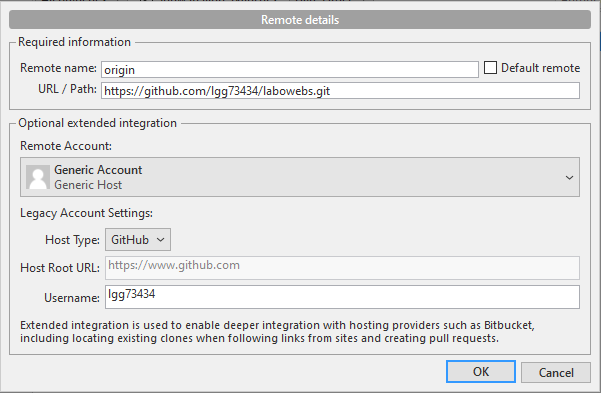 Remote details
Required information
Remote name: origin Default remote
URL / Path: https://github.com/lgg73434/labowebs.git
Optional extended integration
Remote Account:
Generic Account
Generic Host
Legacy Account Settings:
Host Type: GitHub
Host Root URL: https://www.github.com
Username: lgg73434
Extended integration is used to enable deeper integration with hosting providers such as Bitbucket,
including locating existing clones when following links from sites and creating pull requests.
OK Cancel